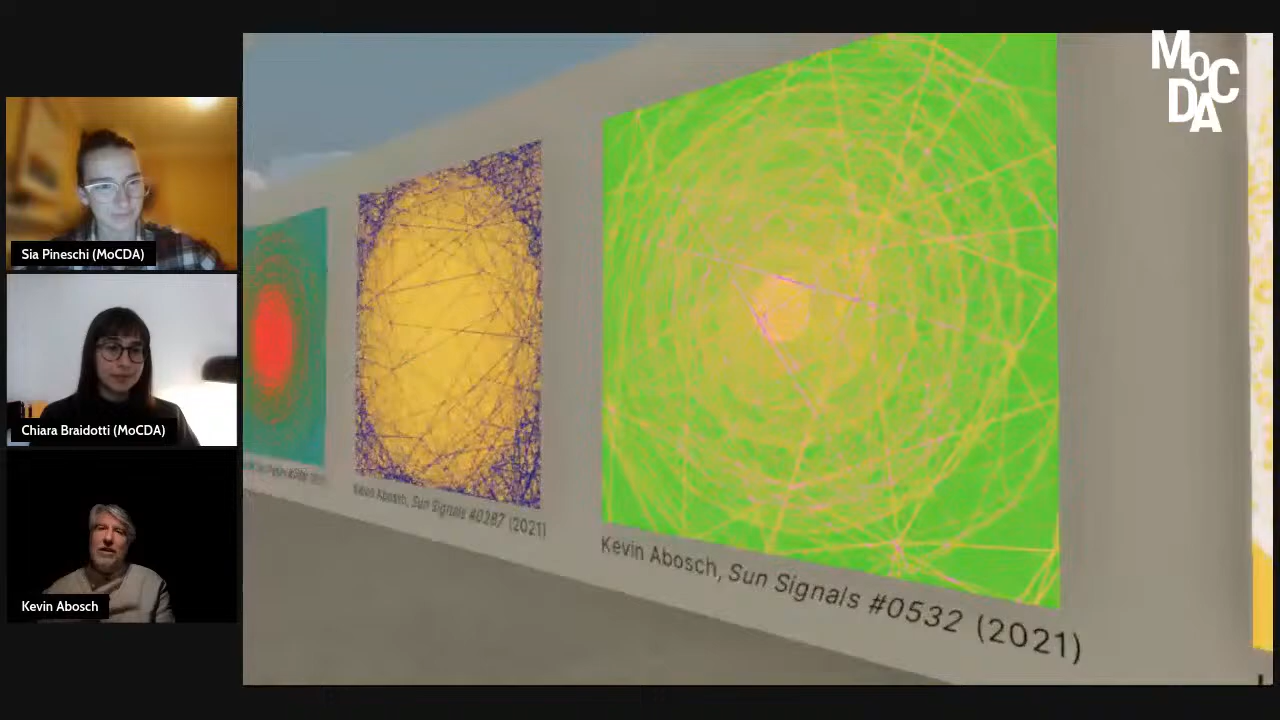 MoCDA
Sia Pineschi (MoCDA)
Chiara Braidotti (MoCDA)
Kevin Abosch
Kevin Abosch, Sun Signals #0287 (2021)
Kevin Abosch, Sun Signals #0532 (2021)